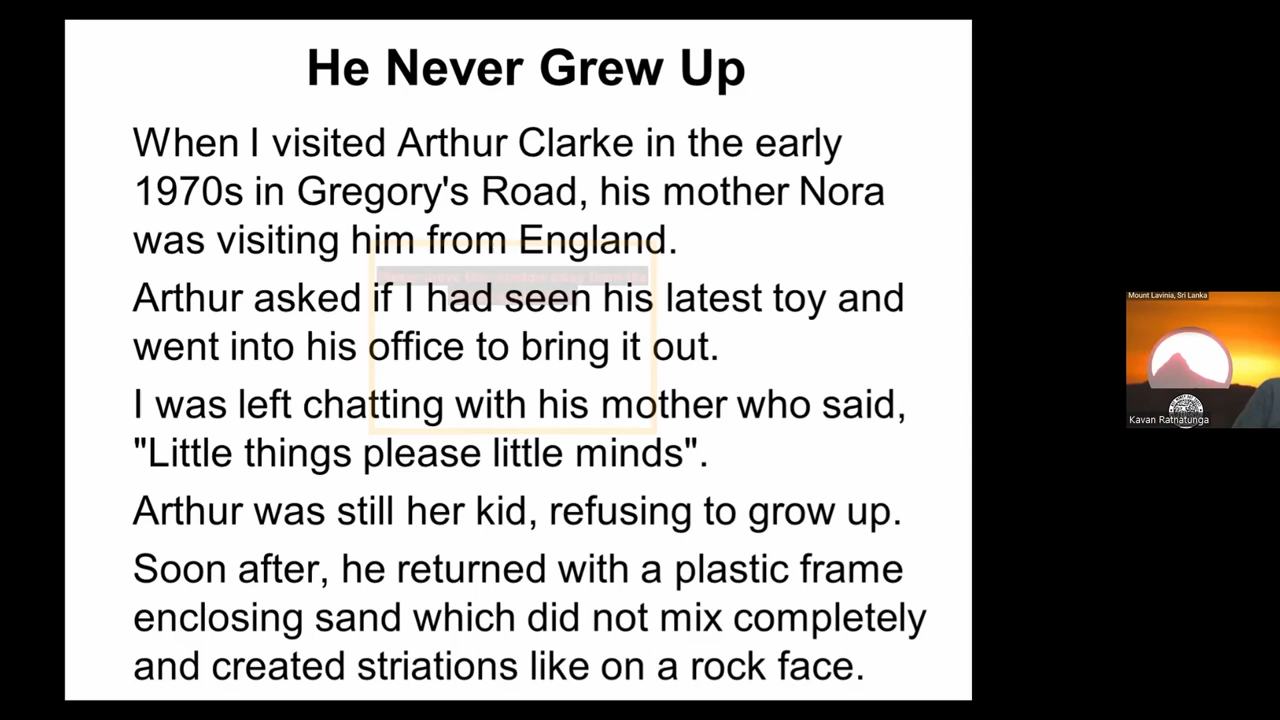 He Never Grew Up
When I visited Arthur Clarke in the early
1970s in Gregory's Road, his mother Nora
was visiting him from England.
Arthur asked if I had seen his latest toy and
went into his office to bring it out.
I was left chatting with his mother who said,
"Little things please little minds".
Arthur was still her kid, refusing to grow up.
Soon after, he returned with a plastic frame
enclosing sand which did not mix completely
and created striations like on a rock face.
Mount Lavinia, Sri Lanka
Kavan Ratnatunga